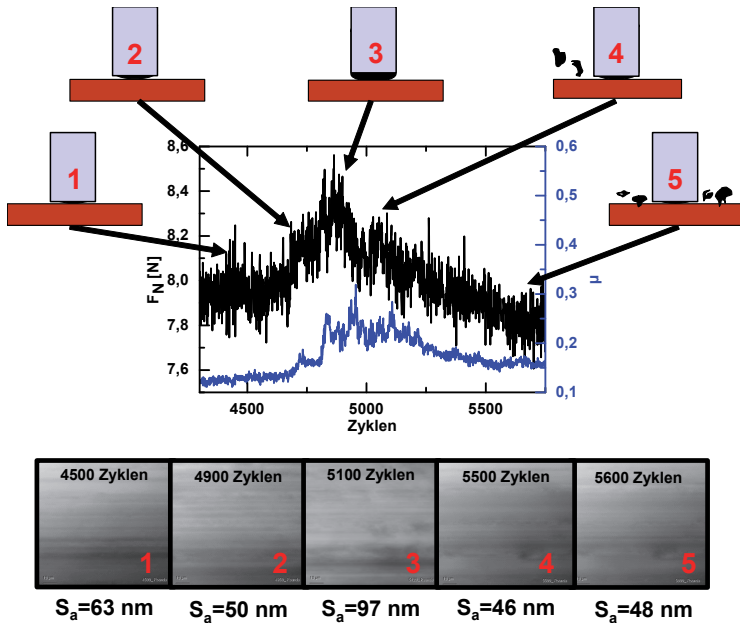 2
3
4
1
5
8,6
8,4
8,2
8,0
7,8
7,6
F_N [N]
0,6
0,5
0,4
0,3
0,2
0,1
µ
4500
5000
5500
Zyklen
4500 Zyklen
4900 Zyklen
5100 Zyklen
5500 Zyklen
5600 Zyklen
1
2
3
4
5
S_a=63 nm
S_a=50 nm
S_a=97 nm
S_a=46 nm
S_a=48 nm